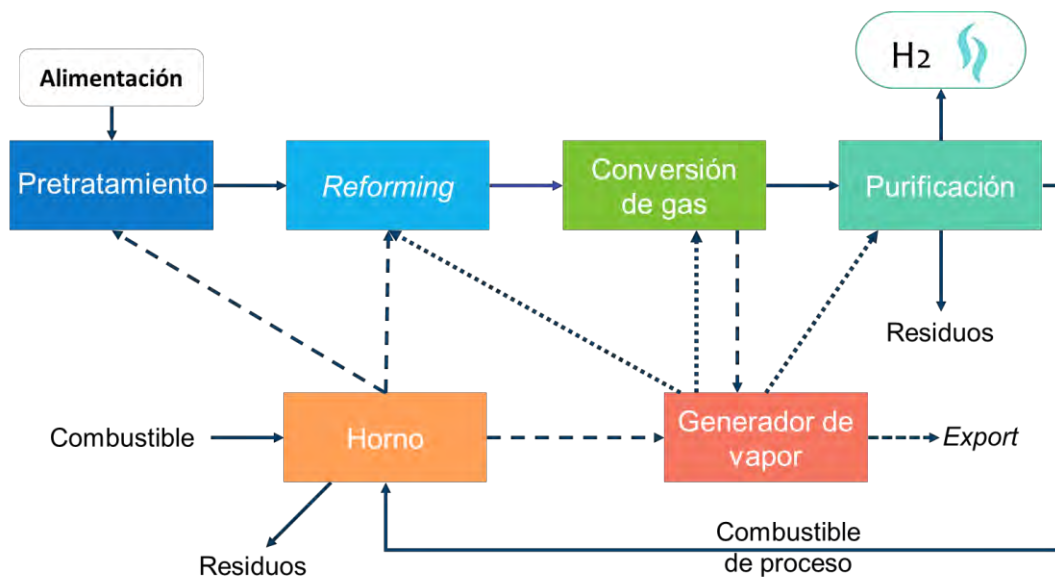 H2
Alimentación
Pretratamiento
Reforming
Conversión
de gas
Purificación
Residuos
Combustible
Horno
Generador de
vapor
Export
Combustible
de proceso
Residuos